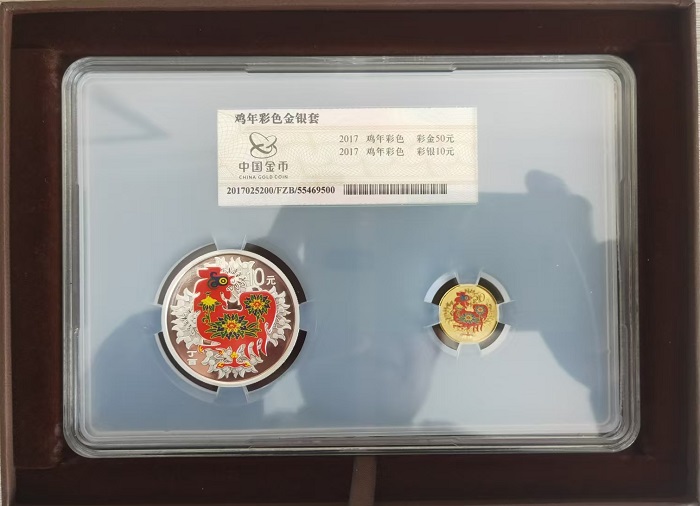 鸡年彩色金银套
2017 鸡年彩色 彩金50元
2017 鸡年彩色 彩银10元
中国金币
CHINA GOLD COIN
2017025200/FZB/55469500
0元
丁酉
50